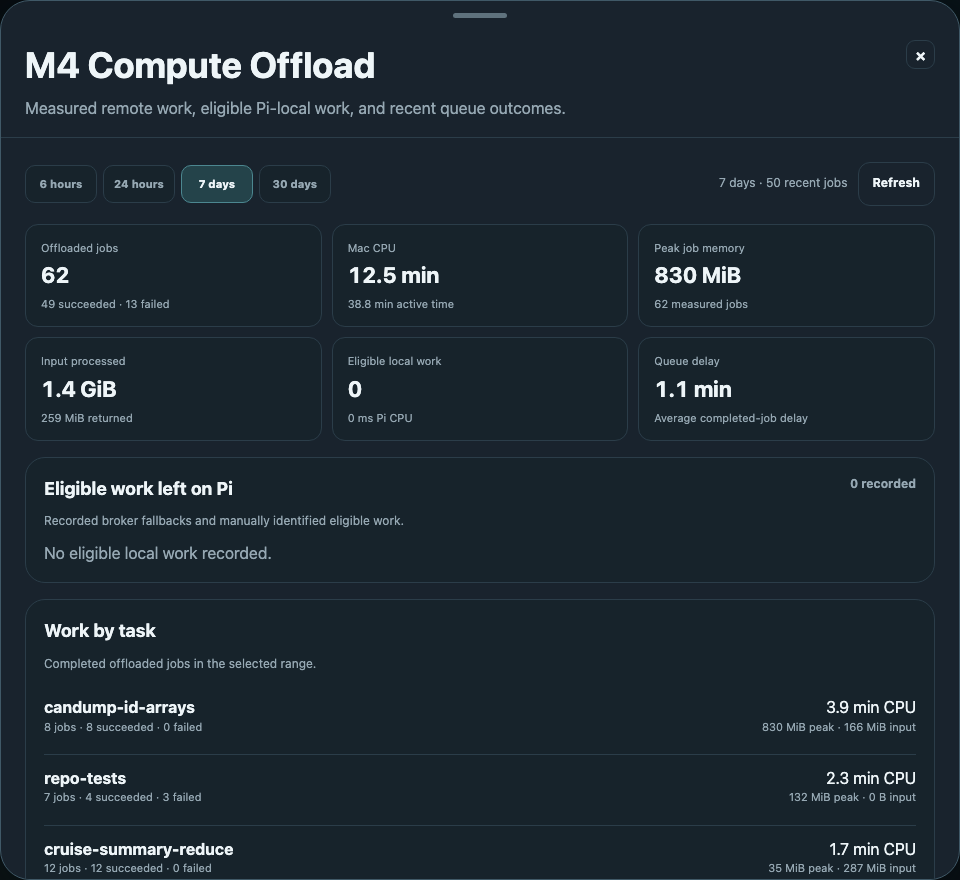 M4 Compute Offload
×
Measured remote work, eligible Pi-local work, and recent queue outcomes.
6 hours
24 hours
7 days
30 days
7 days · 50 recent jobs
Refresh
Offloaded jobs
62
49 succeeded · 13 failed
Mac CPU
12.5 min
38.8 min active time
Peak job memory
830 MiB
62 measured jobs
Input processed
1.4 GiB
259 MiB returned
Eligible local work
0
0 ms Pi CPU
Queue delay
1.1 min
Average completed-job delay
Eligible work left on Pi
0 recorded
Recorded broker fallbacks and manually identified eligible work.
No eligible local work recorded.
Work by task
Completed offloaded jobs in the selected range.
candump-id-arrays
3.9 min CPU
8 jobs · 8 succeeded · 0 failed
830 MiB peak · 166 MiB input
repo-tests
2.3 min CPU
7 jobs · 4 succeeded · 3 failed
132 MiB peak · 0 B input
cruise-summary-reduce
1.7 min CPU
12 jobs · 12 succeeded · 0 failed
35 MiB peak · 287 MiB input